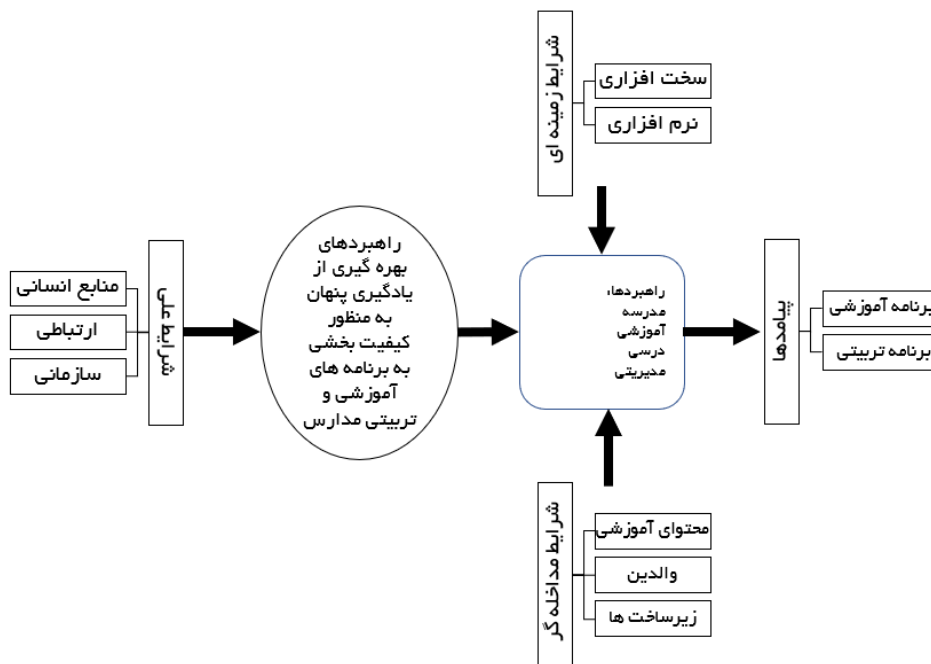 شرایط زمینه ای
سخت افزاری
نرم افزاری
شرایط علی
منابع انسانی
ارتباطی
سازمانی
راهبردهای
بهره گیری از
یادگیری پنهان
به منظور
کیفیت بخشی
به برنامه های
آموزشی و
تربیتی مدارس
راهبردها:
مدرسه
آموزشی
درسی
مدیریتی
پیامدها
برنامه آموزشی
برنامه تربیتی
شرایط مداخله گر
محتوای آموزشی
والدین
زیرساخت ها